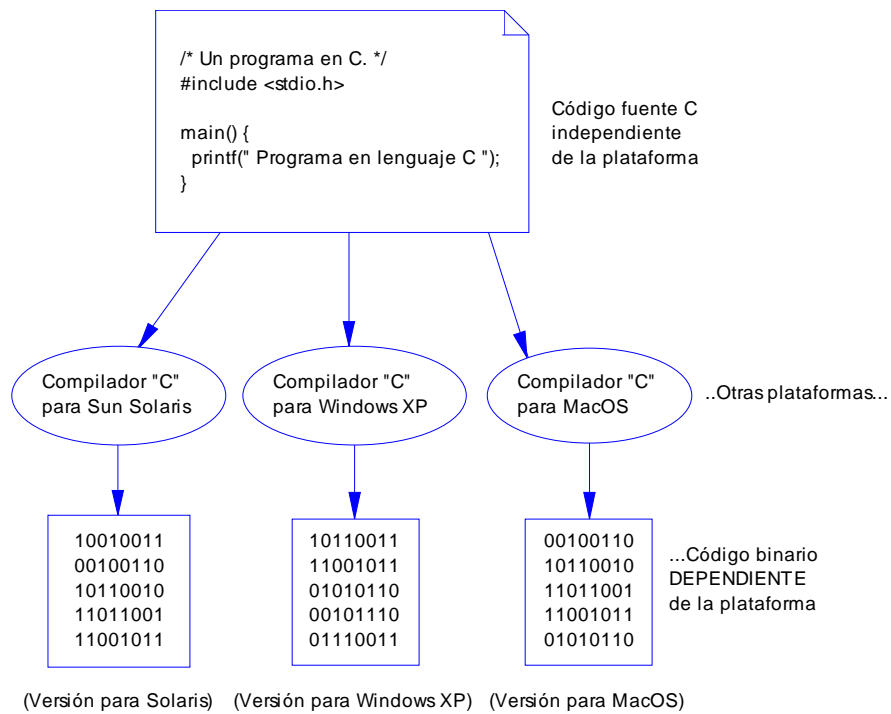 /* Un programa en C. */
#include <stdio.h>
main() {
printf(" Programa en lenguaje C ");
}
Código fuente C
independiente
de la plataforma
Compilador "C"
para Sun Solaris
Compilador "C"
para Windows XP
Compilador "C"
para MacOS
..Otras plataformas...
10010011
00100110
10110010
11011001
11001011
10110011
11001011
01010110
00101110
01110011
00100110
10110010
11011001
11001011
01010110
...Código binario
DEPENDIENTE
de la plataforma
(Versión para Solaris)
(Versión para Windows XP)
(Versión para MacOS)